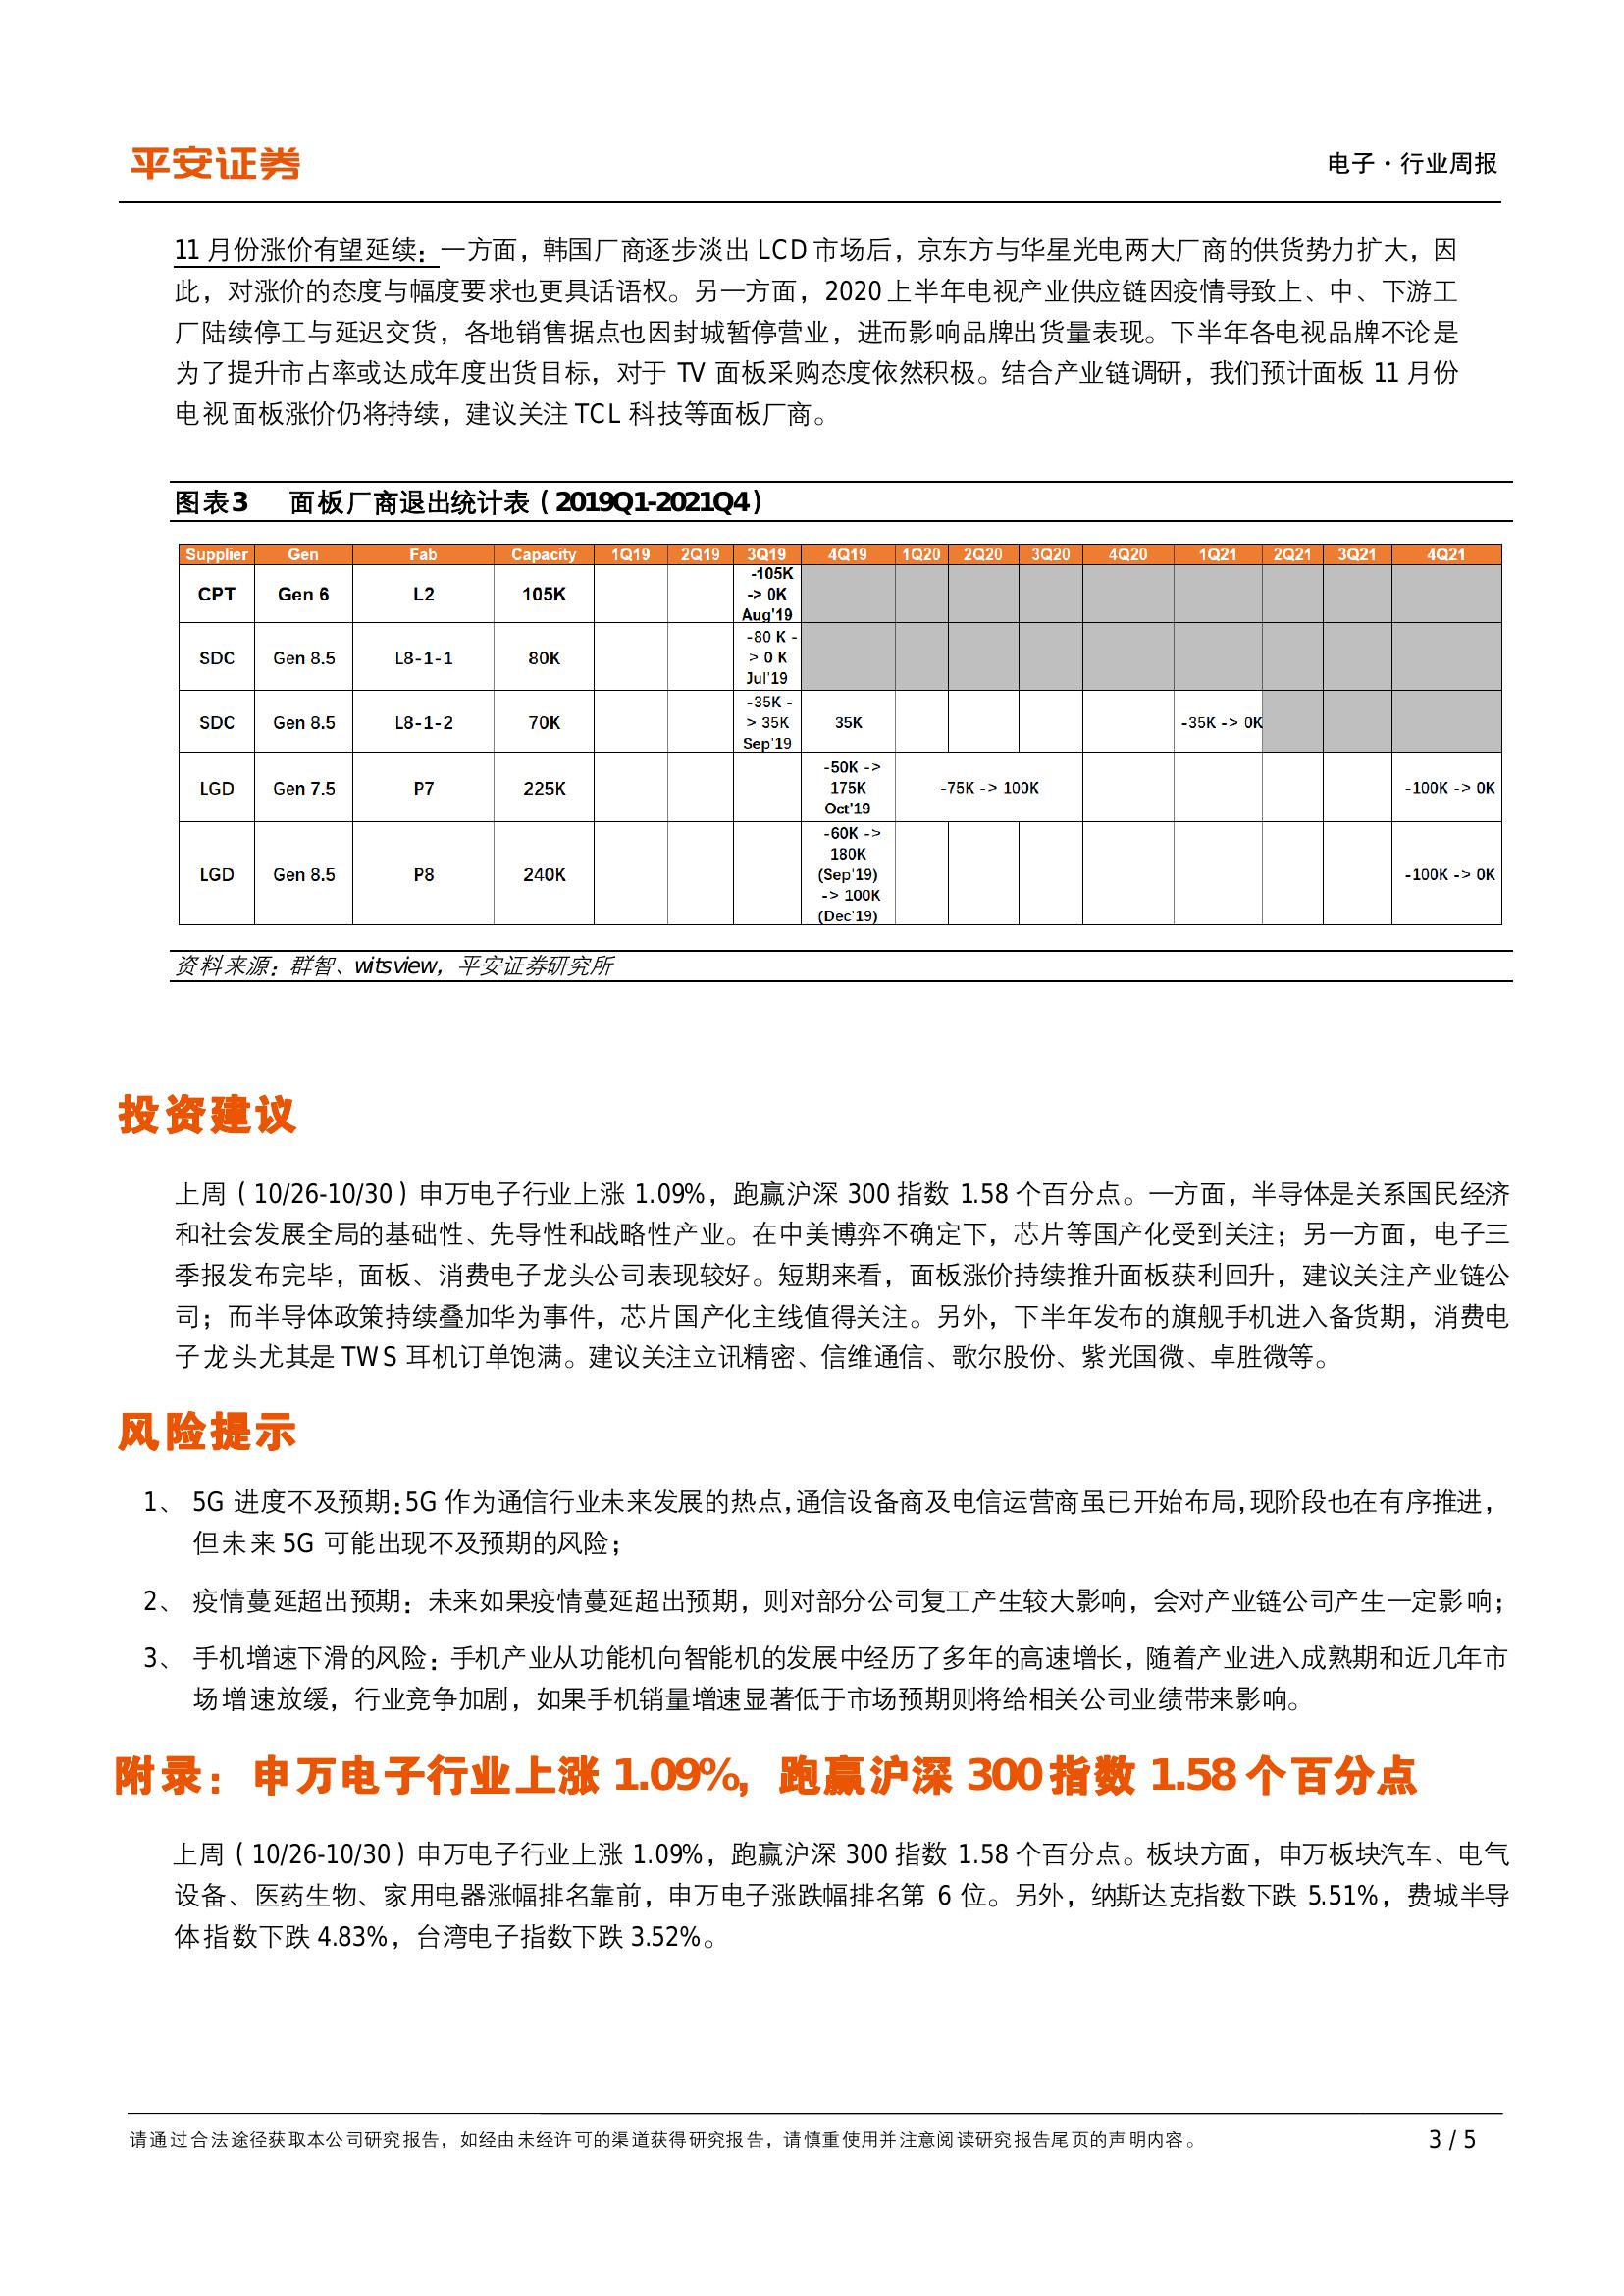 平安证券
电子·行业周报
11 月份涨价有望延续：一方面，韩国厂商逐步淡出 LCD 市场后，京东方与华星光电两大厂商的供货势力扩大，因
此，对涨价的态度与幅度要求也更具话语权。另一方面，2020 上半年电视产业供应链因疫情导致上、中、下游工
厂陆续停工与延迟交货，各地销售据点也因封城暂停营业，进而影响品牌出货量表现。下半年各电视品牌不论是
为了提升市占率或达成年度出货目标，对于 TV 面板采购态度依然积极。结合产业链调研，我们预计面板 11 月份
电视面板涨价仍将持续，建议关注 TCL 科技等面板厂商。
图表3 面板厂商退出统计表（2019Q1-2021Q4）
Supplier Gen Fab Capacity 1Q19 2Q19 3Q19 4Q19 1Q20 2Q20 3Q20 4Q20 1Q21 2Q21 3Q21 4Q21
CPT Gen 6 L2 105K -105K -> 0K Aug'19
SDC Gen 8.5 L8-1-1 80K -80 K -> 0 K Jul'19
SDC Gen 8.5 L8-1-2 70K -35K -> 35K Sep'19 35K -35K -> 0K
LGD Gen 7.5 P7 225K -50K -> 175K Oct'19 -75K -> 100K -100K -> 0K
LGD Gen 8.5 P8 240K -60K -> 180K (Sep'19) -> 100K (Dec'19) -100K -> 0K
资料来源：群智、witsview，平安证券研究所
投资建议
上周（10/26-10/30）申万电子行业上涨 1.09%，跑赢沪深 300 指数 1.58 个百分点。一方面，半导体是关系国民经济
和社会发展全局的基础性、先导性和战略性产业。在中美博弈不确定下，芯片等国产化受到关注；另一方面，电子三
季报发布完毕，面板、消费电子龙头公司表现较好。短期来看，面板涨价持续推升面板获利回升，建议关注产业链公
司；而半导体政策持续叠加华为事件，芯片国产化主线值得关注。另外，下半年发布的旗舰手机进入备货期，消费电
子龙头尤其是 TWS 耳机订单饱满。建议关注立讯精密、信维通信、歌尔股份、紫光国微、卓胜微等。
风险提示
1、 5G 进度不及预期：5G 作为通信行业未来发展的热点，通信设备商及电信运营商虽已开始布局，现阶段也在有序推进，
但未来 5G 可能出现不及预期的风险；
2、 疫情蔓延超出预期：未来如果疫情蔓延超出预期，则对部分公司复工产生较大影响，会对产业链公司产生一定影响；
3、 手机增速下滑的风险：手机产业从功能机向智能机的发展中经历了多年的高速增长，随着产业进入成熟期和近几年市
场增速放缓，行业竞争加剧，如果手机销量增速显著低于市场预期则将给相关公司业绩带来影响。
附录：申万电子行业上涨 1.09%，跑赢沪深 300 指数 1.58 个百分点
上周（10/26-10/30）申万电子行业上涨 1.09%，跑赢沪深 300 指数 1.58 个百分点。板块方面，申万板块汽车、电气
设备、医药生物、家用电器涨幅排名靠前，申万电子涨跌幅排名第 6 位。另外，纳斯达克指数下跌 5.51%，费城半导
体指数下跌 4.83%，台湾电子指数下跌 3.52%。
请通过合法途径获取本公司研究报告，如经由未经许可的渠道获得研究报告，请慎重使用并注意阅读研究报告尾页的声明内容。
3 / 5